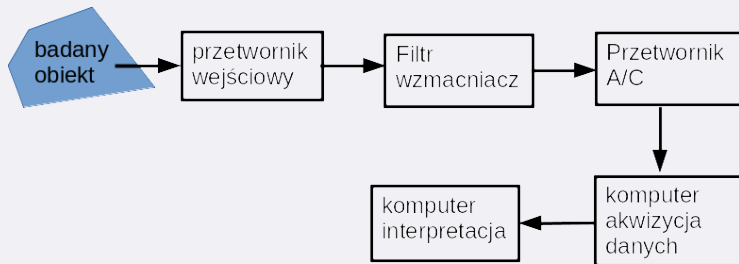 badany
obiekt
przetwornik
wejściowy
Filtr
wzmacniacz
Przetwornik
A/C
komputer
akwizycja
danych
komputer
interpretacja